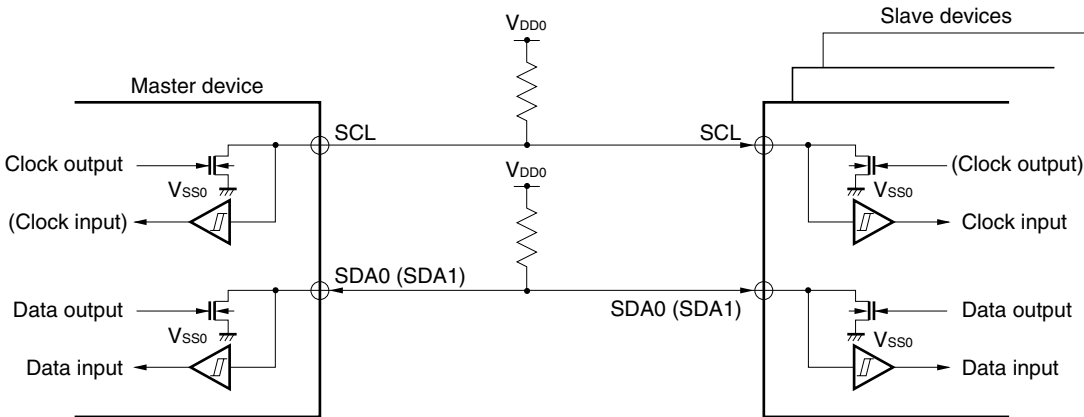 Slave devices
VDD0
Master device
SCL
SCL
Clock output
(Clock output)
VSS0
VSS0
VDD0
(Clock input)
Clock input
SDA0 (SDA1)
SDA0 (SDA1)
Data output
Data output
VSS0
VSS0
Data input
Data input